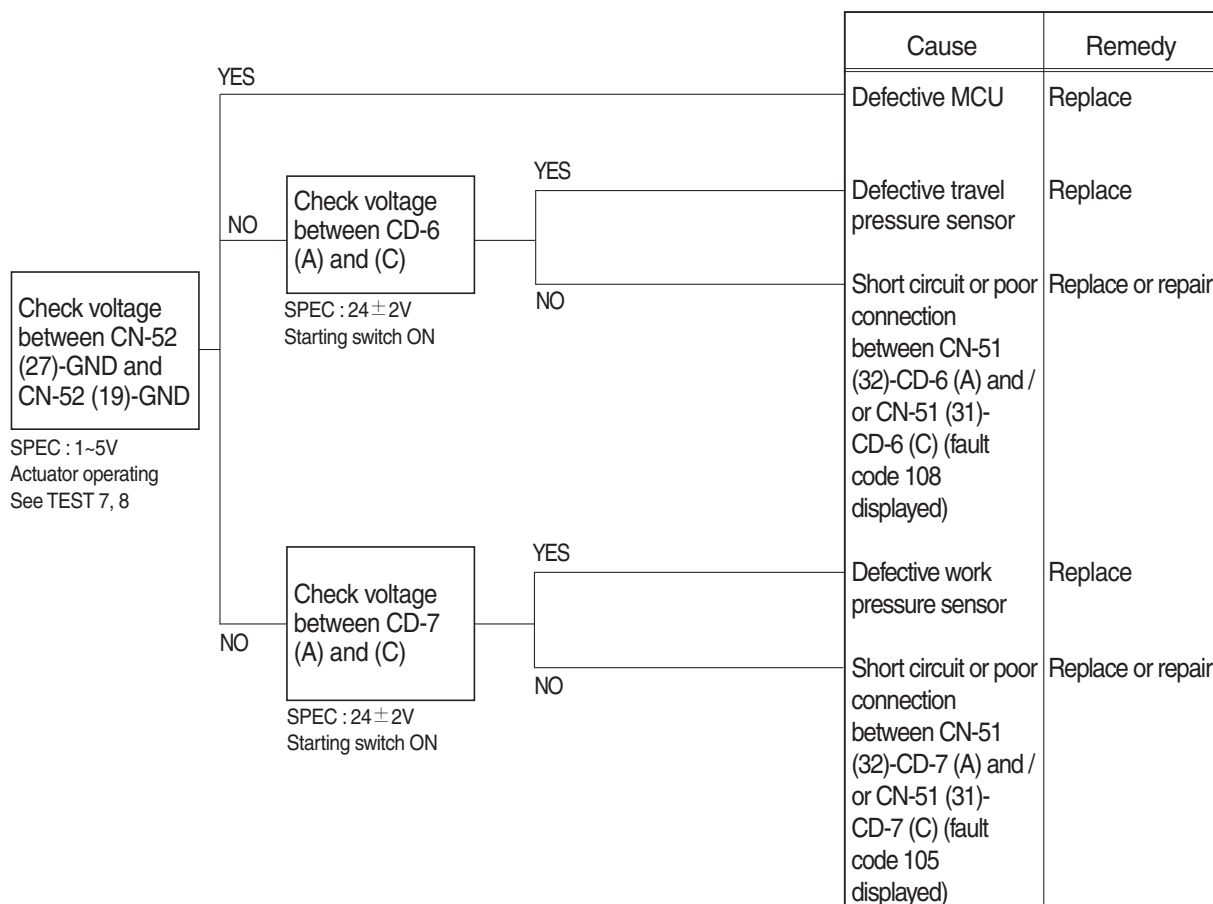 Cause
Remedy
YES
Defective MCU
Replace
NO
Check voltage
between CD-6
(A) and (C)
SPEC : 24±2V
Starting switch ON
YES
Defective travel
pressure sensor
Replace
NO
Short circuit or poor
connection
between CN-51
(32)-CD-6 (A) and /
or CN-51 (31)-
CD-6 (C) (fault
code 108
displayed)
Replace or repair
Check voltage
between CN-52
(27)-GND and
CN-52 (19)-GND
SPEC : 1~5V
Actuator operating
See TEST 7, 8
NO
Check voltage
between CD-7
(A) and (C)
SPEC : 24±2V
Starting switch ON
YES
Defective work
pressure sensor
Replace
NO
Short circuit or poor
connection
between CN-51
(32)-CD-7 (A) and /
or CN-51 (31)-
CD-7 (C) (fault
code 105
displayed)
Replace or repair